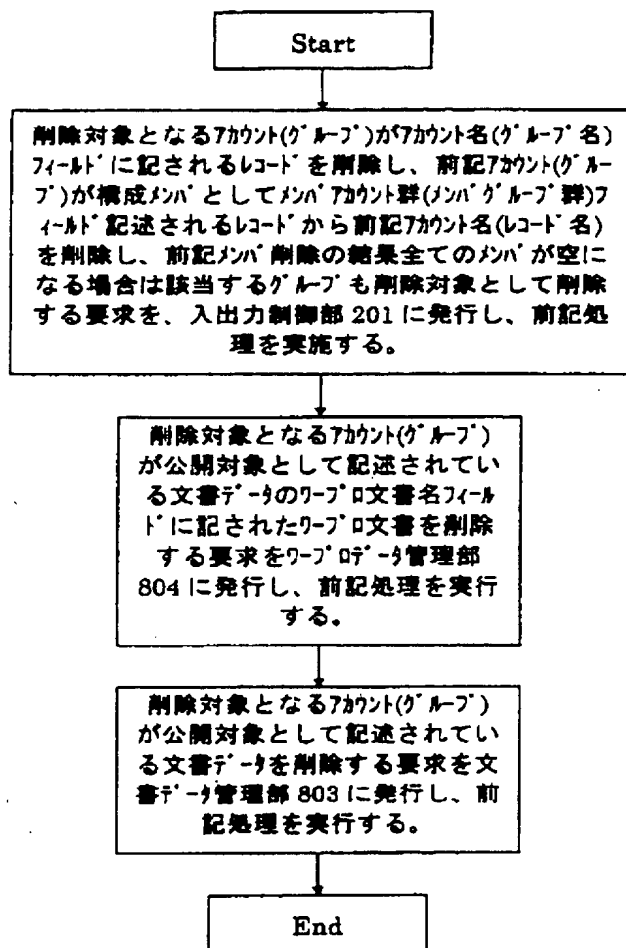 Start
削除対象となるｱｶｳﾝﾄ(ｸﾞﾙｰﾌﾟ)がｱｶｳﾝﾄ名(ｸﾞﾙｰﾌﾟ名)
ﾌｨｰﾙﾄﾞに記されるﾚｺｰﾄﾞを削除し、前記ｱｶｳﾝﾄ(ｸﾞﾙｰ
ﾌﾟ)が構成ﾒﾝﾊﾞとしてﾒﾝﾊﾞｱｶｳﾝﾄ群(ﾒﾝﾊﾞｸﾞﾙｰﾌﾟ群)ﾌ
ｨｰﾙﾄﾞ記述されるﾚｺｰﾄﾞから前記ｱｶｳﾝﾄ名(ﾚｺｰﾄﾞ名)
を削除し、前記ﾒﾝﾊﾞ削除の結果全てのﾒﾝﾊﾞが空に
なる場合は該当するｸﾞﾙｰﾌﾟも削除対象として削除
する要求を、入出力制御部 201 に発行し、前記処
理を実施する。
削除対象となるｱｶｳﾝﾄ(ｸﾞﾙｰﾌﾟ)
が公開対象として記述されてい
る文書ﾃﾞｰﾀのﾜｰﾌﾟﾛ文書名ﾌｨｰﾙ
ﾄﾞに記されたﾜｰﾌﾟﾛ文書を削除
する要求をﾜｰﾌﾟﾛﾃﾞｰﾀ管理部
804 に発行し、前記処理を実行
する。
削除対象となるｱｶｳﾝﾄ(ｸﾞﾙｰﾌﾟ)
が公開対象として記述されてい
る文書ﾃﾞｰﾀを削除する要求を文
書ﾃﾞｰﾀ管理部 803 に発行し、前
記処理を実行する。
End